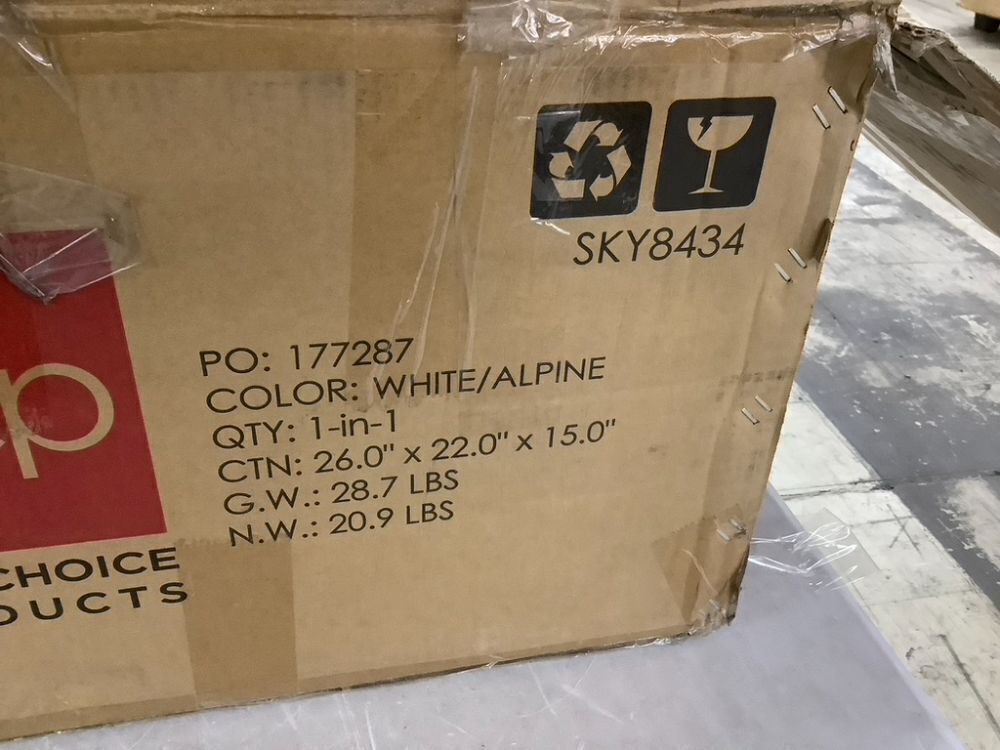 SKY8434
PO: 177287
COLOR: WHITE/ALPINE
QTY: 1-in-1
CTN: 26.0" x 22.0" x 15.0"
G.W.: 28.7 LBS
N.W.: 20.9 LBS
p
CHOICE
DUCTS